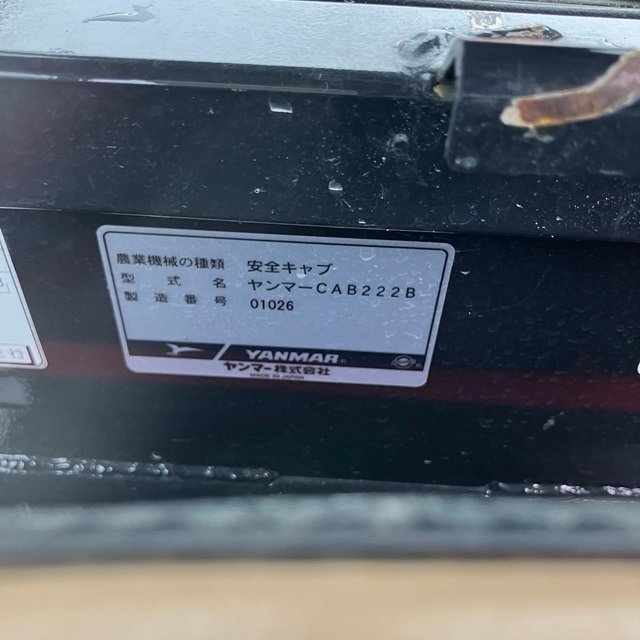 農業機械の種類 安全キャブ
型式名 ヤンマーCAB222B
製造番号 01026
YANMAR
ヤンマー株式会社
MADE IN JAPAN
行